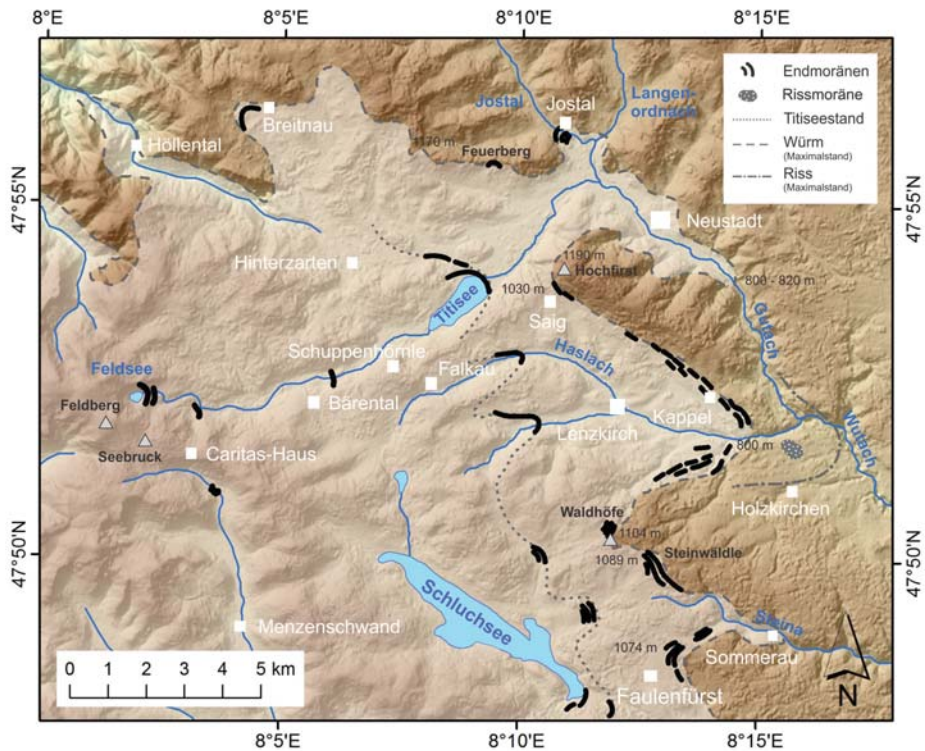 8°E
8°5'E
8°10'E
8°15'E
Endmoränen
Rissmoräne
Titiseestand
Würm
(Maximalstand)
Riss
(Maximalstand)
Jostal
Jostal
Langen-
ordnach
Breitnau
Höllental
1170 m
Feuerberg
47°55'N
47°55'N
Neustadt
Hinterzarten
1190 m
Hochfirst
800 - 820 m
1030 m
Titisee
Saig
Gutach
Schuppenhörnle
Haslach
Falkau
Feldsee
Bärental
Kappel
Feldberg
Lenzkirch
Wutach
Seebruck
Caritas-Haus
800 m
Holzkirchen
Waldhöfe
1104 m
Steinwäldle
1089 m
47°50'N
47°50'N
Schluchsee
Menzenschwand
Steina
1074 m
Sommerau
Faulenfürst
0 1 2 3 4 5 km
N
8°5'E
8°10'E
8°15'E